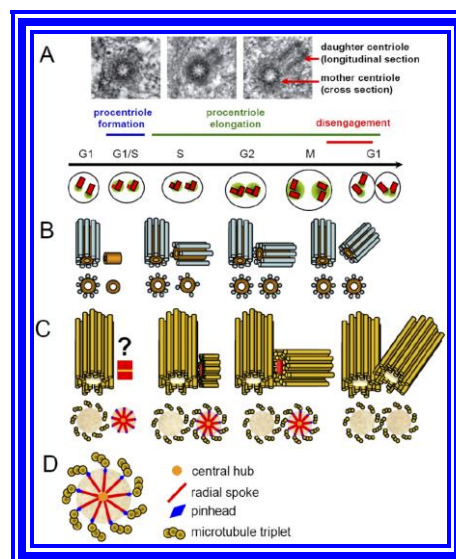 A
daughter centriole
(longitudinal section
mother centriole
(cross section)
procentriole
formation
procentriole
elongation
disengagement
G1 G1/S S G2 M G1
B
C
?
D
central hub
radial spoke
pinhead
microtubule triplet